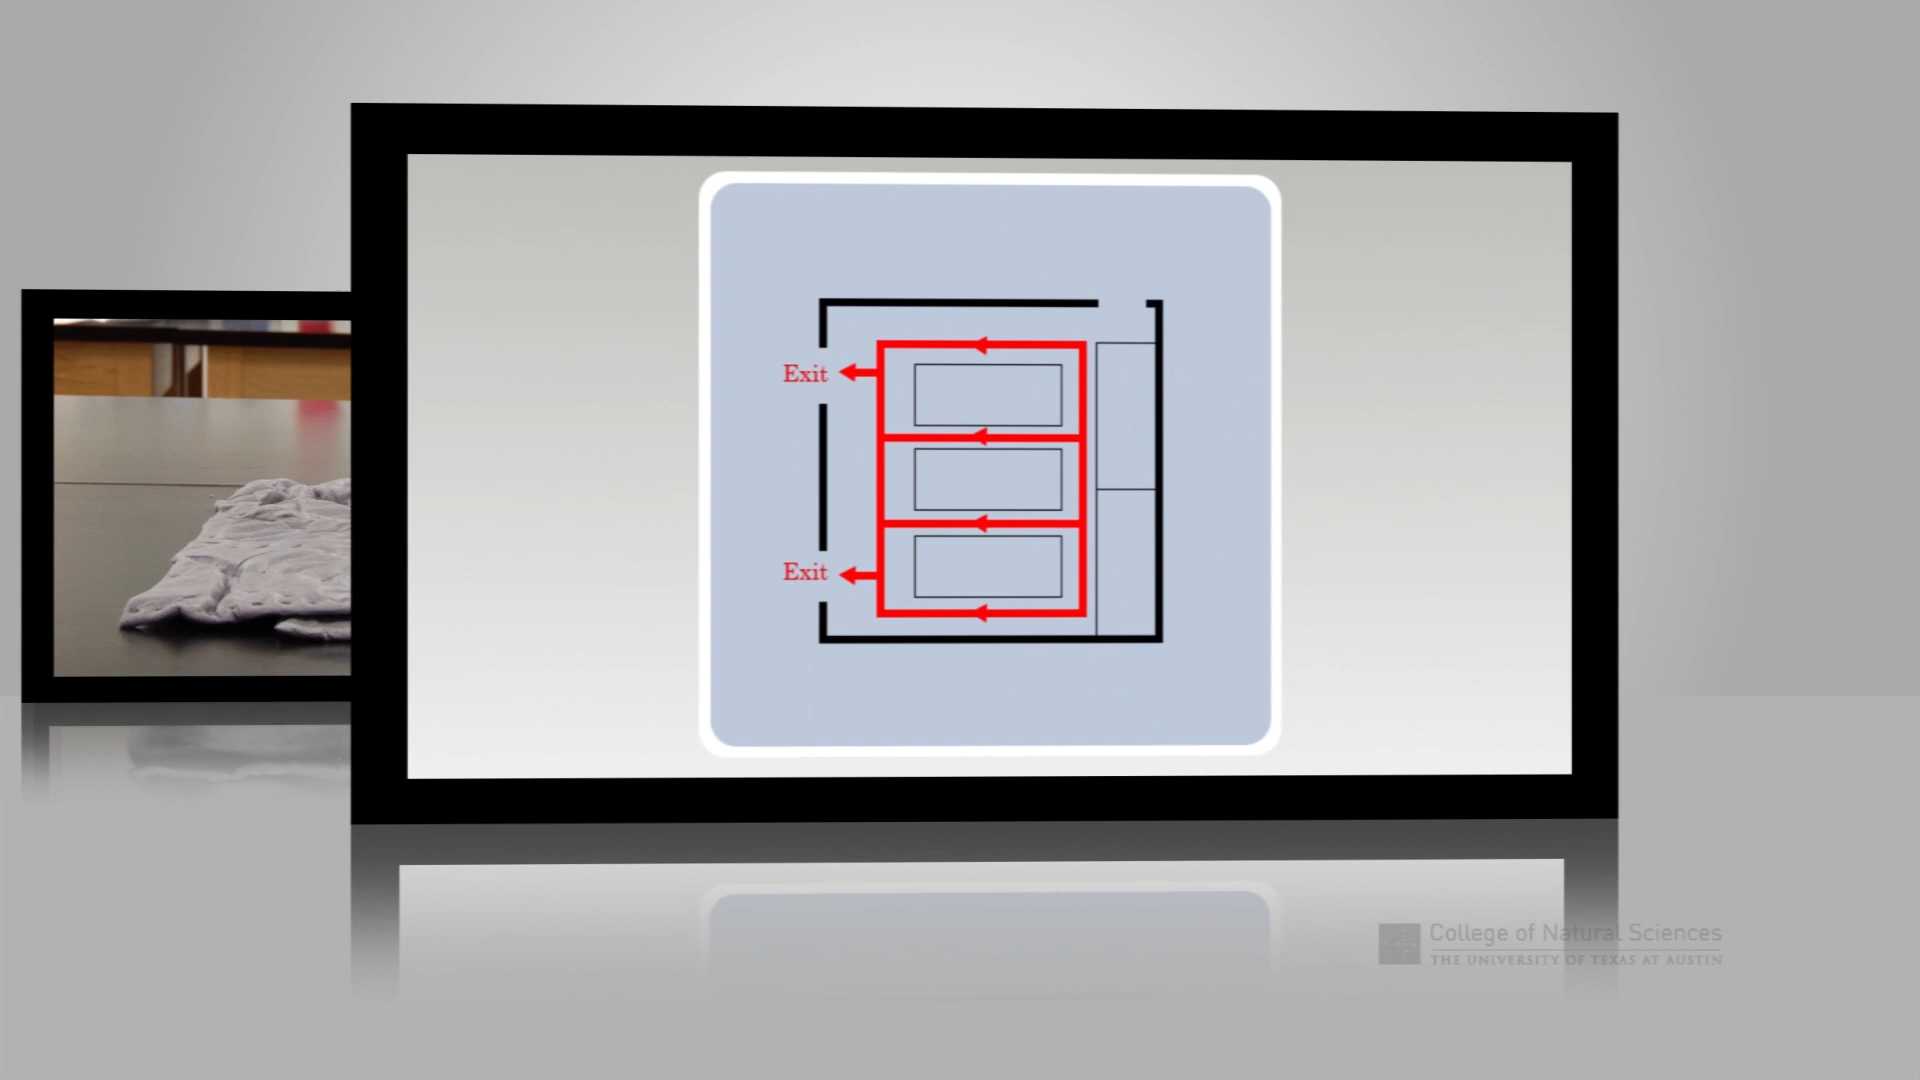 Exit
Exit
College of Natural Sciences
THE UNIVERSITY OF TEXAS AT AUSTIN